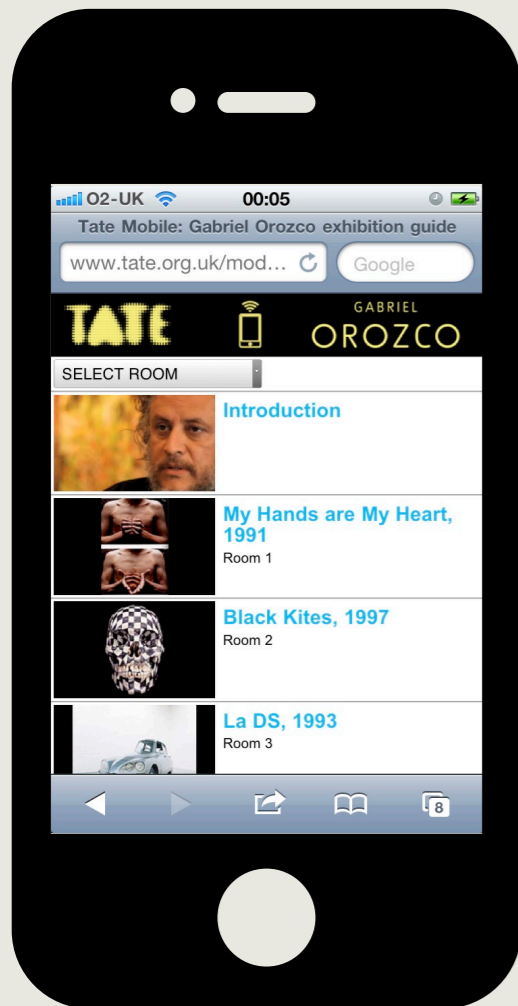 O2-UK 00:05
Tate Mobile: Gabriel Orozco exhibition guide
www.tate.org.uk/mod... Google
TATE GABRIEL
OROZCO
SELECT ROOM
Introduction
My Hands are My Heart,
1991
Room 1
Black Kites, 1997
Room 2
La DS, 1993
Room 3
8